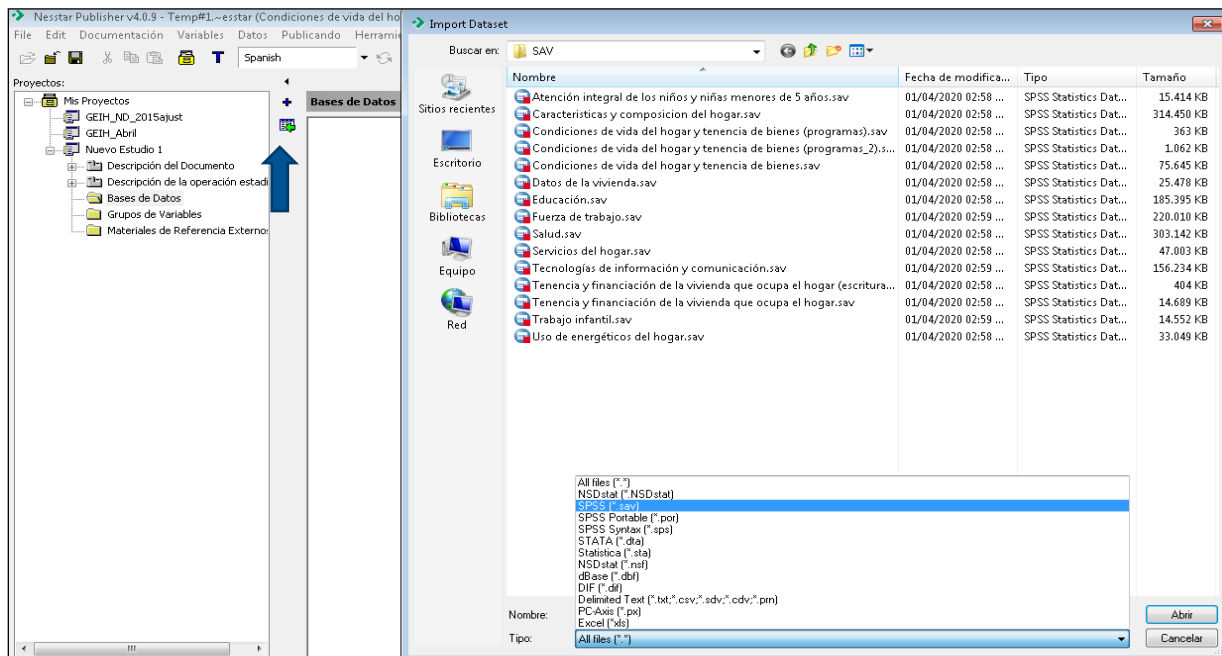 Nesstar Publisher v4.0.9 - Temp#1.~esstar (Condiciones de vida del ho
File Edit Documentación Variables Datos Publicando Herramie
Spanish
Proyectos:
Mis Proyectos
GEIH_ND_2015ajust
GEIH_Abril
Nuevo Estudio 1
Descripción del Documento
Descripción de la operación estadi
Bases de Datos
Grupos de Variables
Materiales de Referencia Externo:
Bases de Datos
Import Dataset
Buscar en: SAV
Sitios recientes
Escritorio
Bibliotecas
Equipo
Red
Nombre Fecha de modifica... Tipo Tamaño
Atención integral de los niños y niñas menores de 5 años.sav 01/04/2020 02:58 ... SPSS Statistics Dat... 15.414 KB
Caracteristicas y composicion del hogar.sav 01/04/2020 02:58 ... SPSS Statistics Dat... 314.450 KB
Condiciones de vida del hogar y tenencia de bienes (programas).sav 01/04/2020 02:58 ... SPSS Statistics Dat... 363 KB
Condiciones de vida del hogar y tenencia de bienes (programas_2).s... 01/04/2020 02:58 ... SPSS Statistics Dat... 1.062 KB
Condiciones de vida del hogar y tenencia de bienes.sav 01/04/2020 02:58 ... SPSS Statistics Dat... 75.645 KB
Datos de la vivienda.sav 01/04/2020 02:58 ... SPSS Statistics Dat... 25.478 KB
Educación.sav 01/04/2020 02:58 ... SPSS Statistics Dat... 185.395 KB
Fuerza de trabajo.sav 01/04/2020 02:59 ... SPSS Statistics Dat... 220.010 KB
Salud.sav 01/04/2020 02:58 ... SPSS Statistics Dat... 303.142 KB
Servicios del hogar.sav 01/04/2020 02:58 ... SPSS Statistics Dat... 47.003 KB
Tecnologías de información y comunicación.sav 01/04/2020 02:59 ... SPSS Statistics Dat... 156.234 KB
Tenencia y financiación de la vivienda que ocupa el hogar (escritura... 01/04/2020 02:58 ... SPSS Statistics Dat... 404 KB
Tenencia y financiación de la vivienda que ocupa el hogar.sav 01/04/2020 02:58 ... SPSS Statistics Dat... 14.689 KB
Trabajo infantil.sav 01/04/2020 02:59 ... SPSS Statistics Dat... 14.552 KB
Uso de energéticos del hogar.sav 01/04/2020 02:58 ... SPSS Statistics Dat... 33.049 KB
All files (*.*)
NSDstat (*.NSDstat)
SPSS (*.sav)
SPSS Portable (*.por)
SPSS Syntax (*.sps)
STATA (*.dta)
Statistica (*.sta)
NSDstat (*.nsf)
dBase (*.dbf)
DIF (*.dif)
Delimited Text (*.txt;*.csv;*.sdv;*.cdv;*.prn)
PC-Axis (*.px)
Excel (*xls)
Nombre:
Abrir
Tipo: All files (*.*)
Cancelar